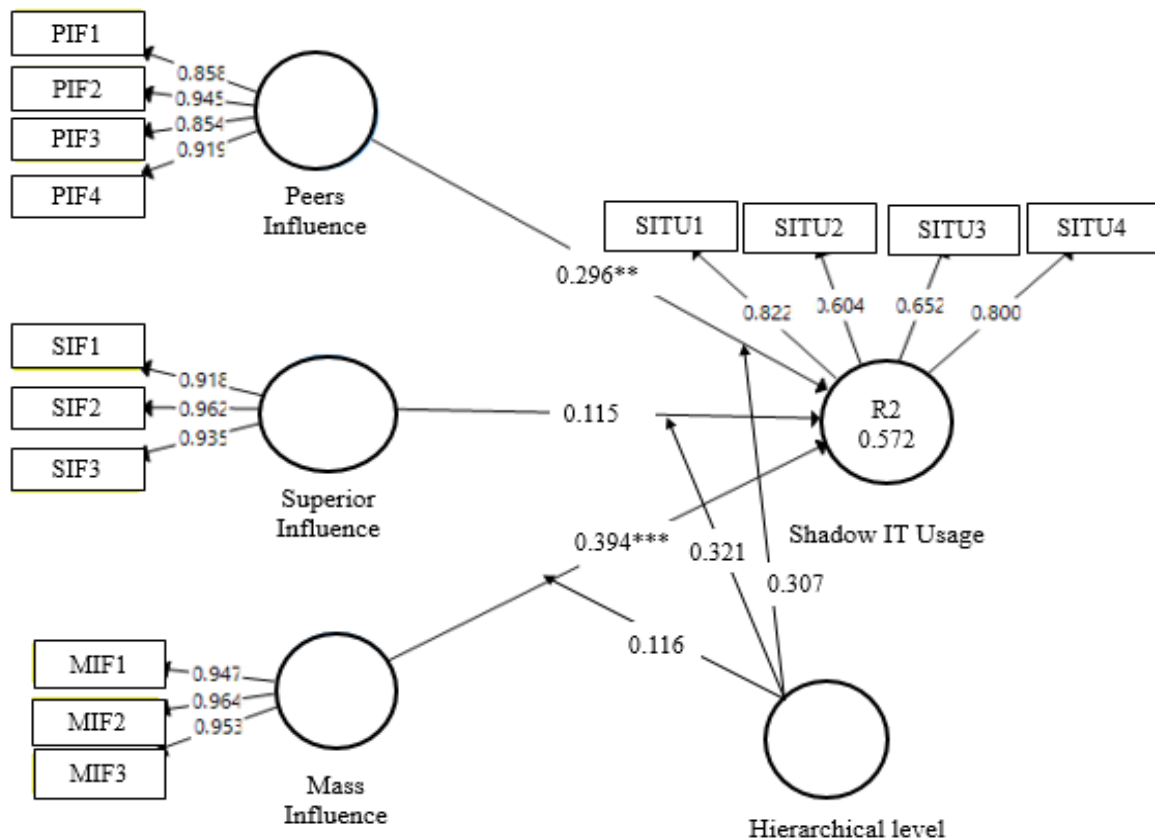 PIF1
PIF2
PIF3
PIF4
0.858
0.945
0.854
0.919
Peers
Influence
0.296**
SITU1
SITU2
SITU3
SITU4
0.822
0.604
0.652
0.800
SIF1
SIF2
SIF3
0.918
0.962
0.935
Superior
Influence
0.115
R2
0.572
Shadow IT Usage
0.394***
0.321
0.307
0.116
MIF1
MIF2
MIF3
0.947
0.964
0.953
Mass
Influence
Hierarchical level